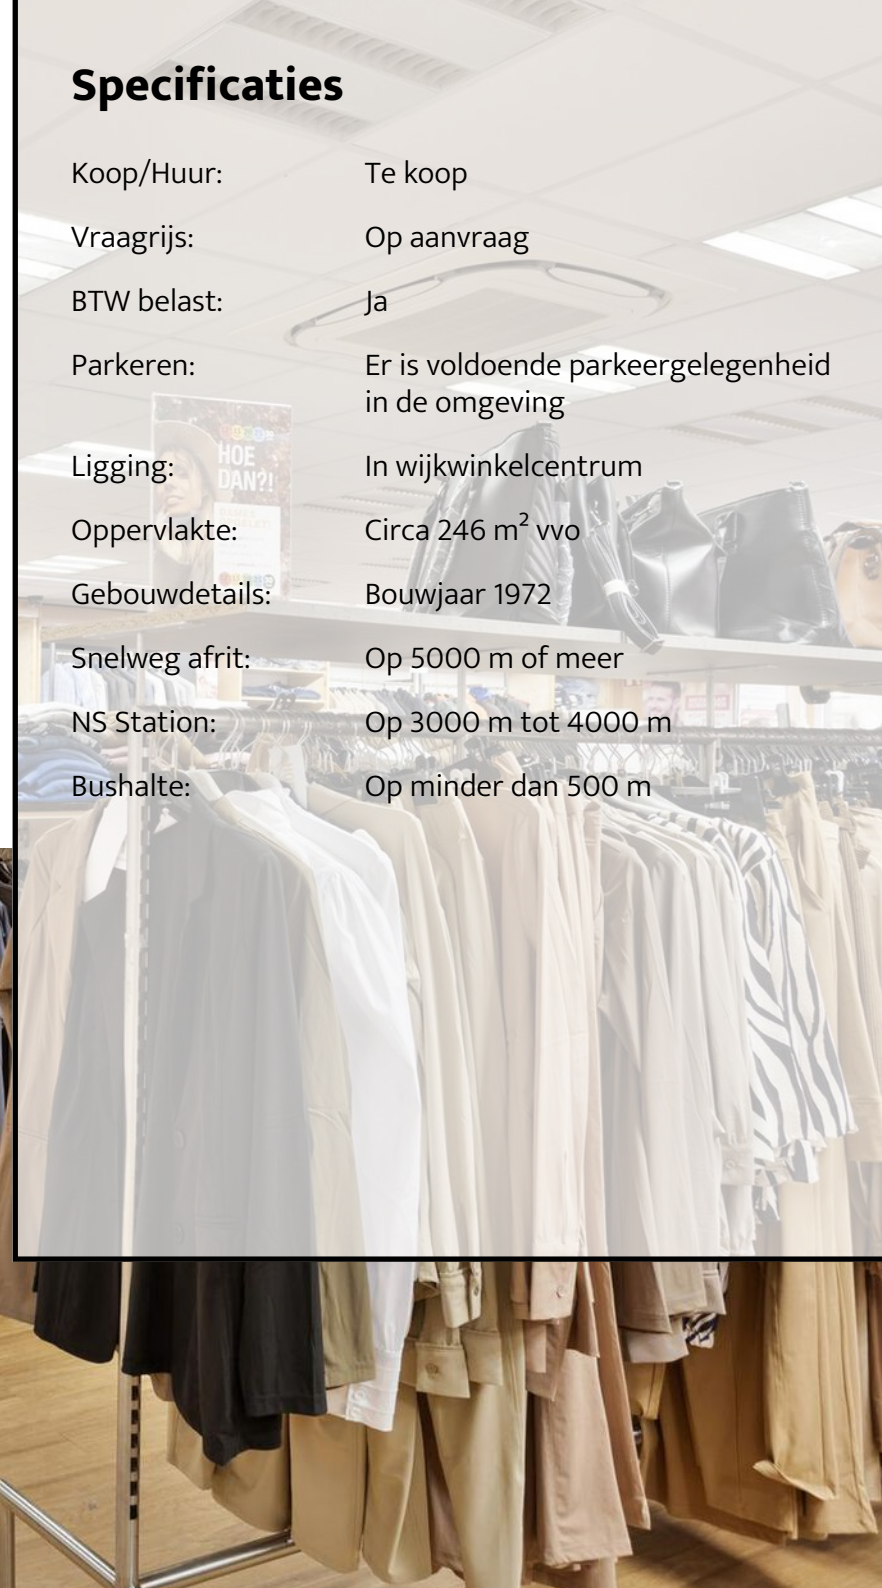 Specificaties
Koop/Huur: Te koop
Vraagrijs: Op aanvraag
BTW belast: Ja
Parkeren: Er is voldoende parkeergelegenheid
in de omgeving
HOE
DAN?!
Ligging: In wijkwinkelcentrum
Oppervlakte: Circa 246 m² vvo
Gebouwdetails: Bouwjaar 1972
Snelweg afrit: Op 5000 m of meer
NS Station: Op 3000 m tot 4000 m
Bushalte: Op minder dan 500 m